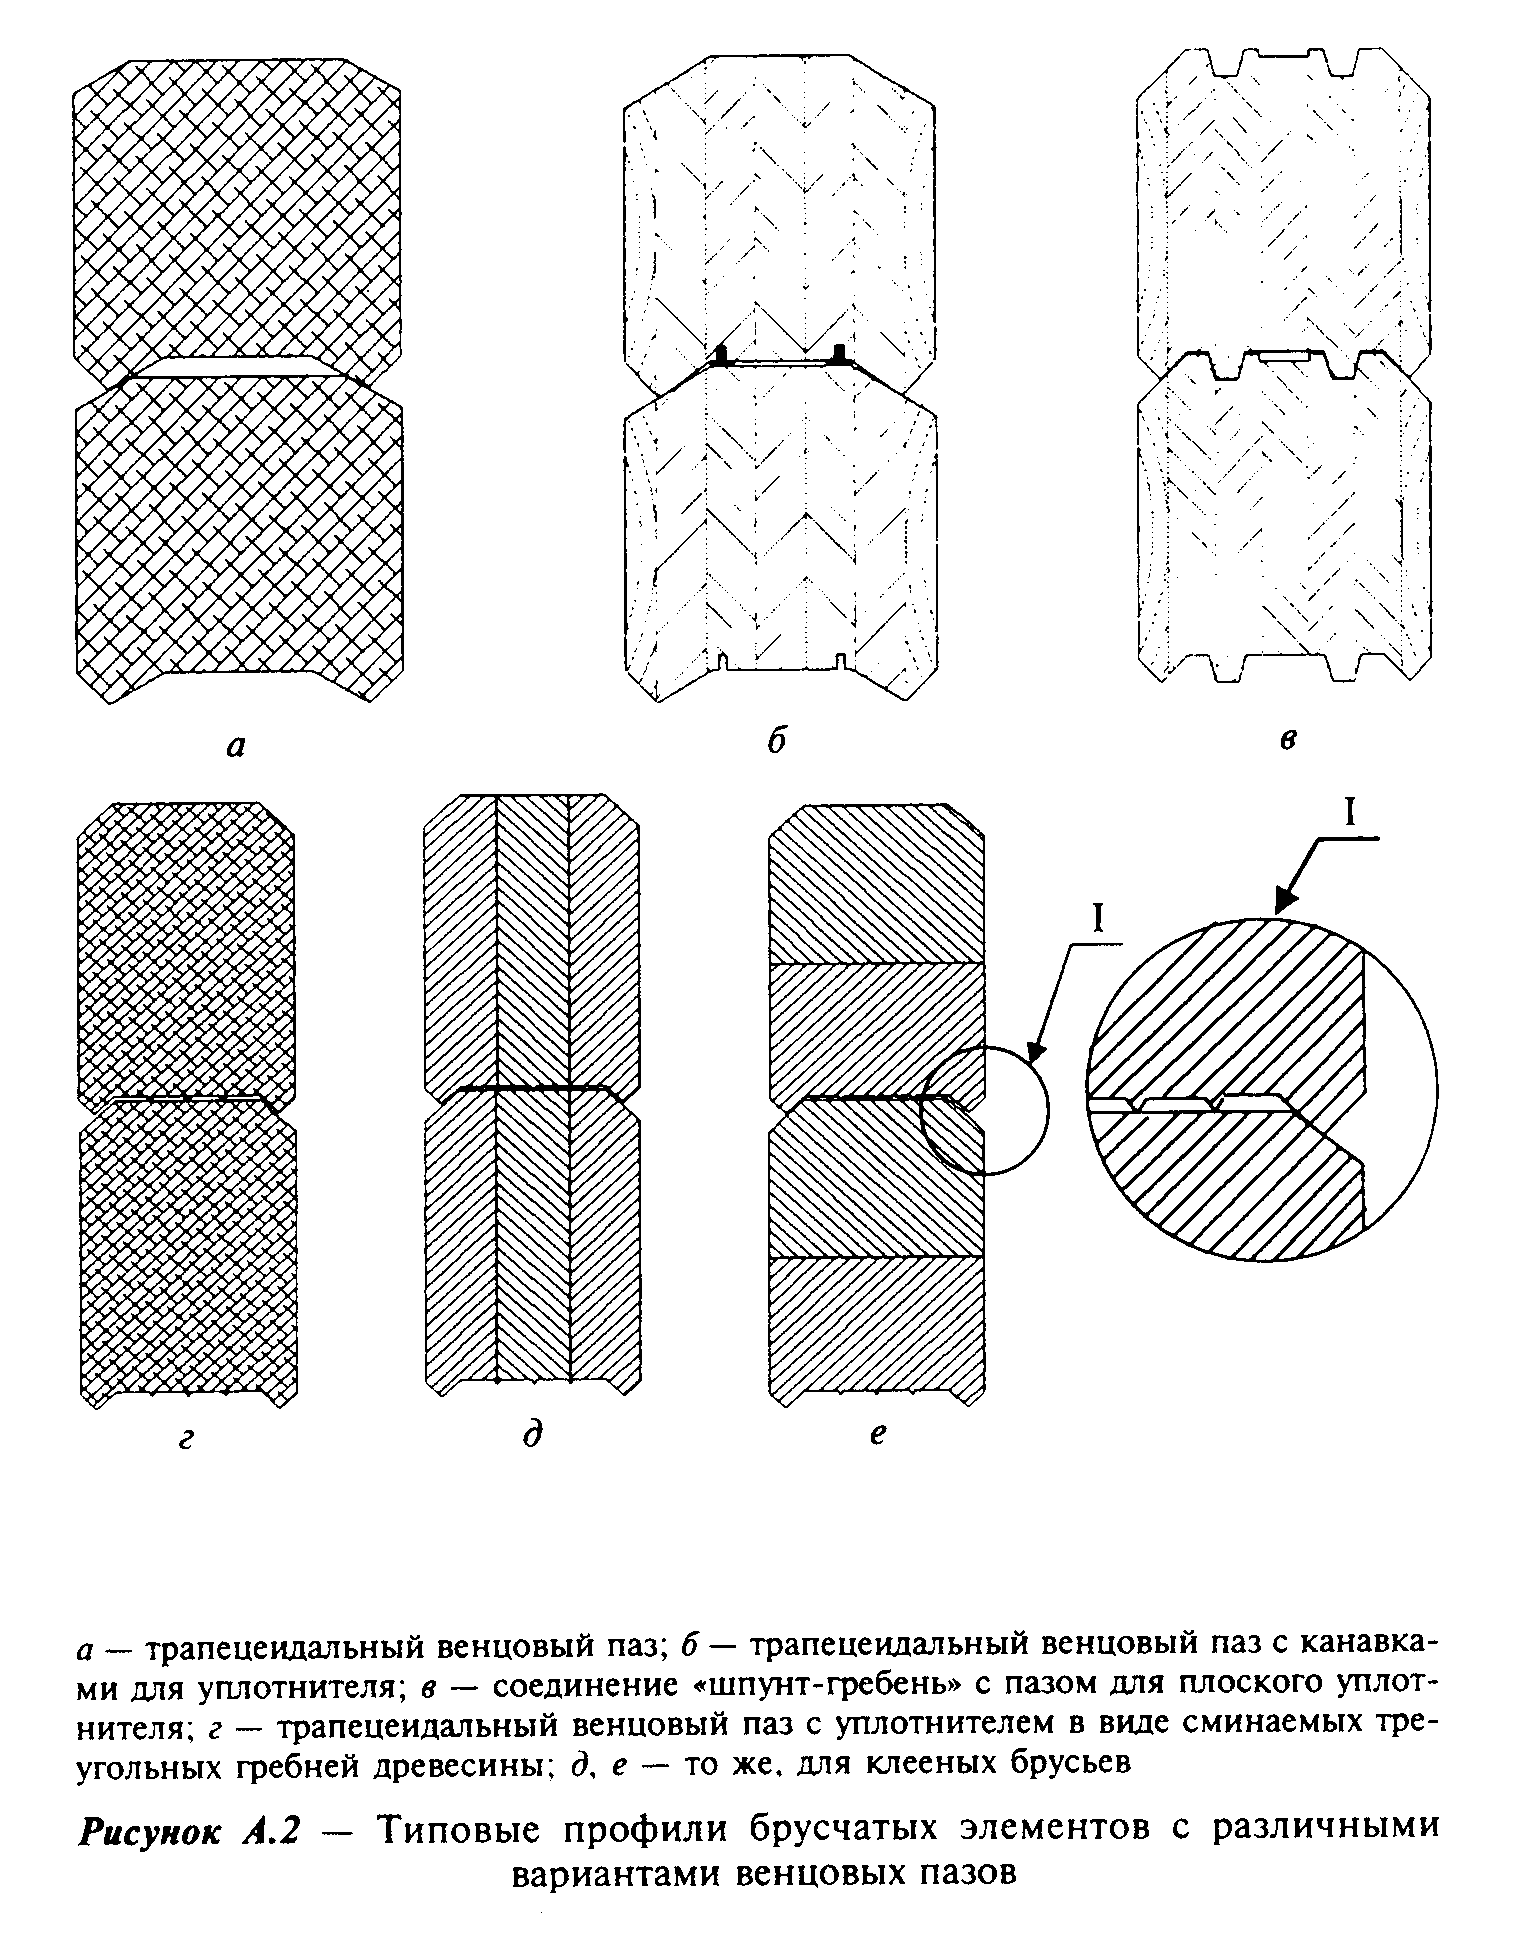 а
б
в
I
I
г
д
е
а — трапецеидальный венцовый паз; б — трапецеидальный венцовый паз с канавка-
ми для уплотнителя; в — соединение «шпунт-гребень» с пазом для плоского уплот-
нителя; г — трапецеидальный венцовый паз с уплотнителем в виде сминаемых тре-
угольных гребней древесины; д, е — то же, для клееных брусьев
Рисунок А.2 — Типовые профили брусчатых элементов с различными
вариантами венцовых пазов